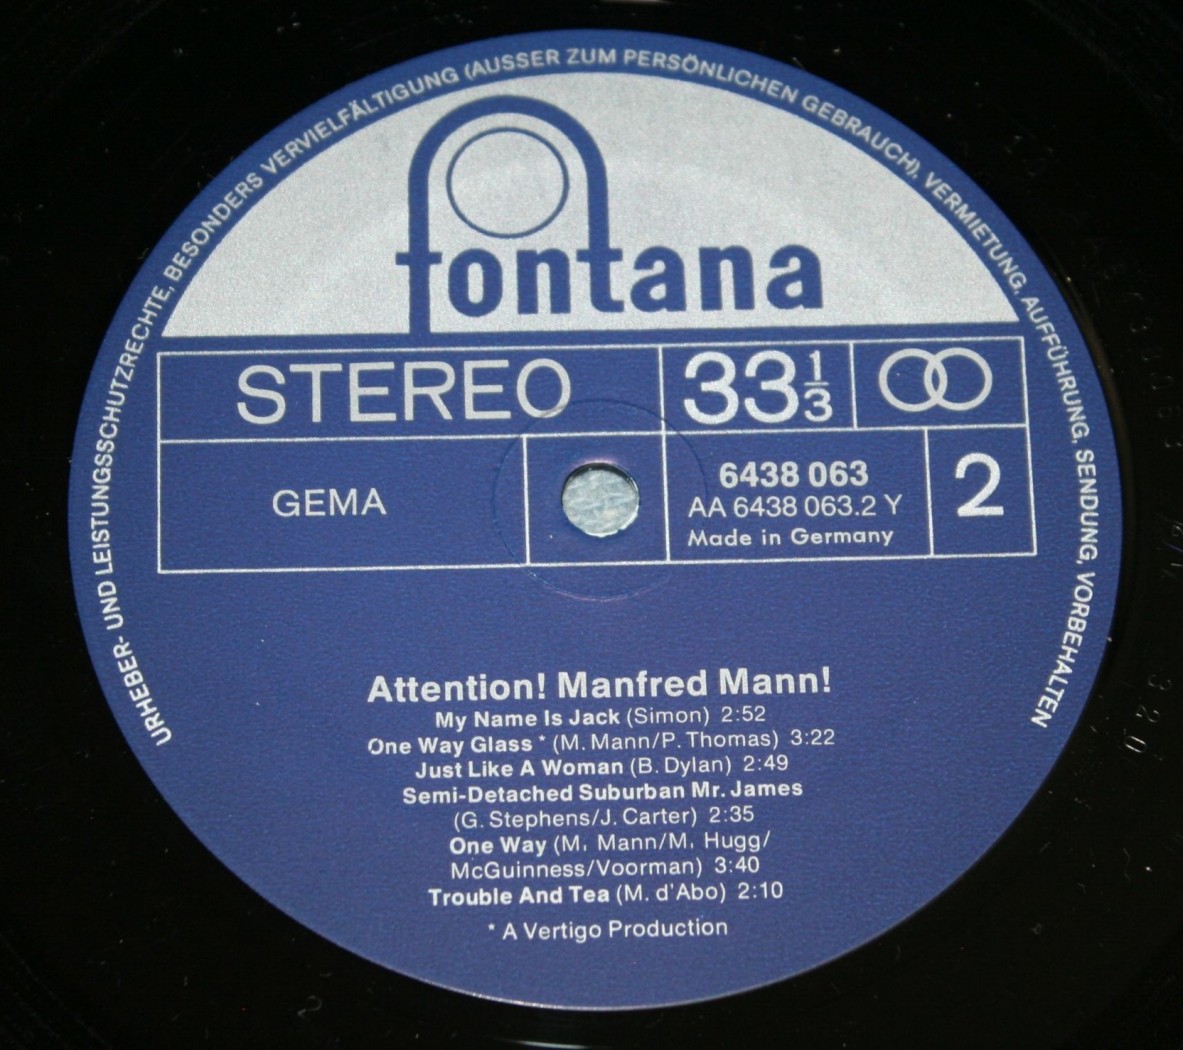 URHEBER- UND LEISTUNGSSCHUTZRECHTE, BESONDERS VERVIELFÄLTIGUNG (AUSSER ZUM PERSÖNLICHEN GEBRAUCH), VERMIETUNG, AUFFÜHRUNG, SENDUNG, VORBEHALTEN
fontana
STEREO
33 1/3
GEMA
6438 063
AA 6438 063.2 Y
Made in Germany
2
Attention! Manfred Mann!
My Name Is Jack (Simon) 2:52
One Way Glass * (M. Mann/P. Thomas) 3:22
Just Like A Woman (B. Dylan) 2:49
Semi-Detached Suburban Mr. James
(G. Stephens/J. Carter) 2:35
One Way (M. Mann/M. Hugg/
McGuinness/Voorman) 3:40
Trouble And Tea (M. d'Abo) 2:10
* A Vertigo Production